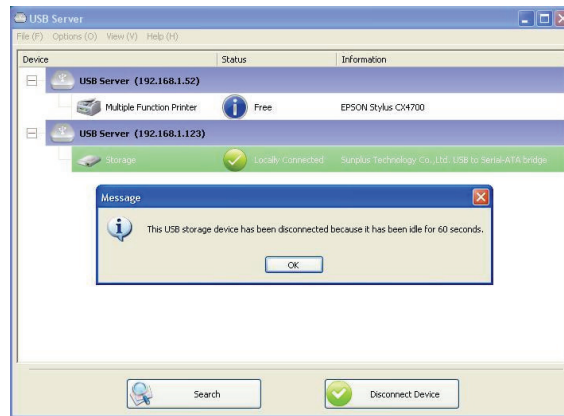 USB Server
File (F) Options (O) View (V) Help (H)
Device Status Information
USB Server (192.168.1.52)
Multiple Function Printer Free EPSON Stylus CX4700
USB Server (192.168.1.123)
Storage Locally Connected Sunplus Technology Co.,Ltd. USB to Serial-ATA bridge
Message
This USB storage device has been disconnected because it has been idle for 60 seconds.
OK
Search Disconnect Device